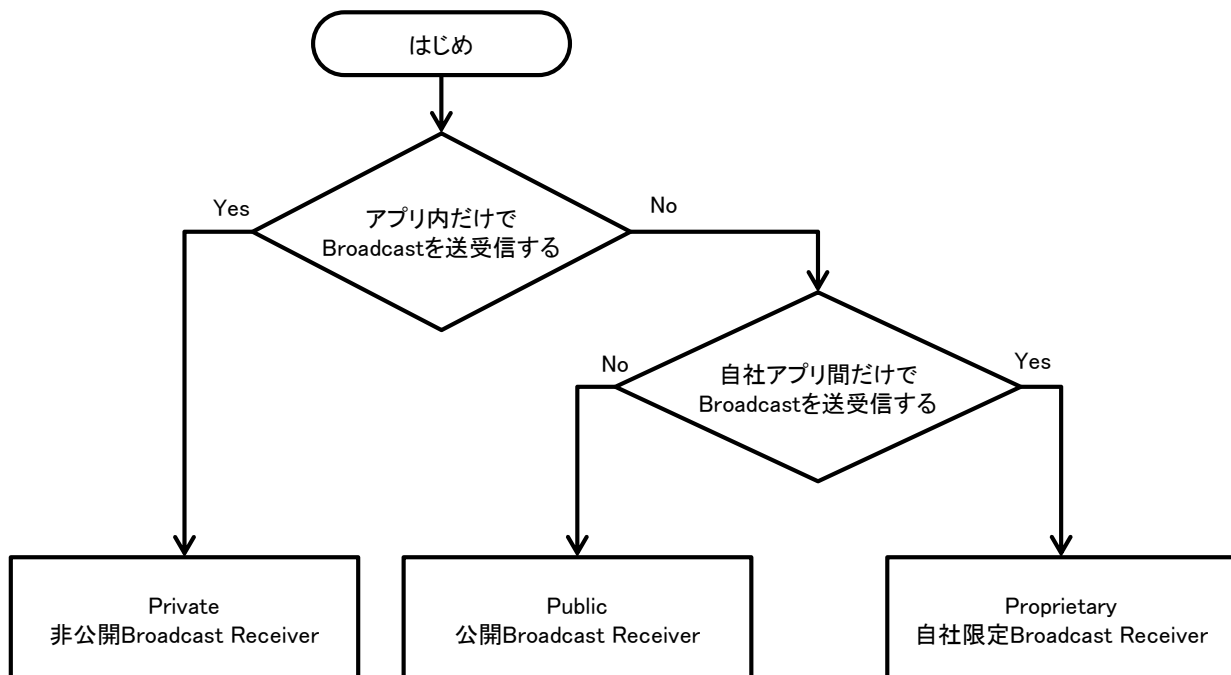 はじめ
Yes
アプリ内だけで
Broadcastを送受信する
No
No
自社アプリ間だけで
Broadcastを送受信する
Yes
Private
非公開Broadcast Receiver
Public
公開Broadcast Receiver
Proprietary
自社限定Broadcast Receiver